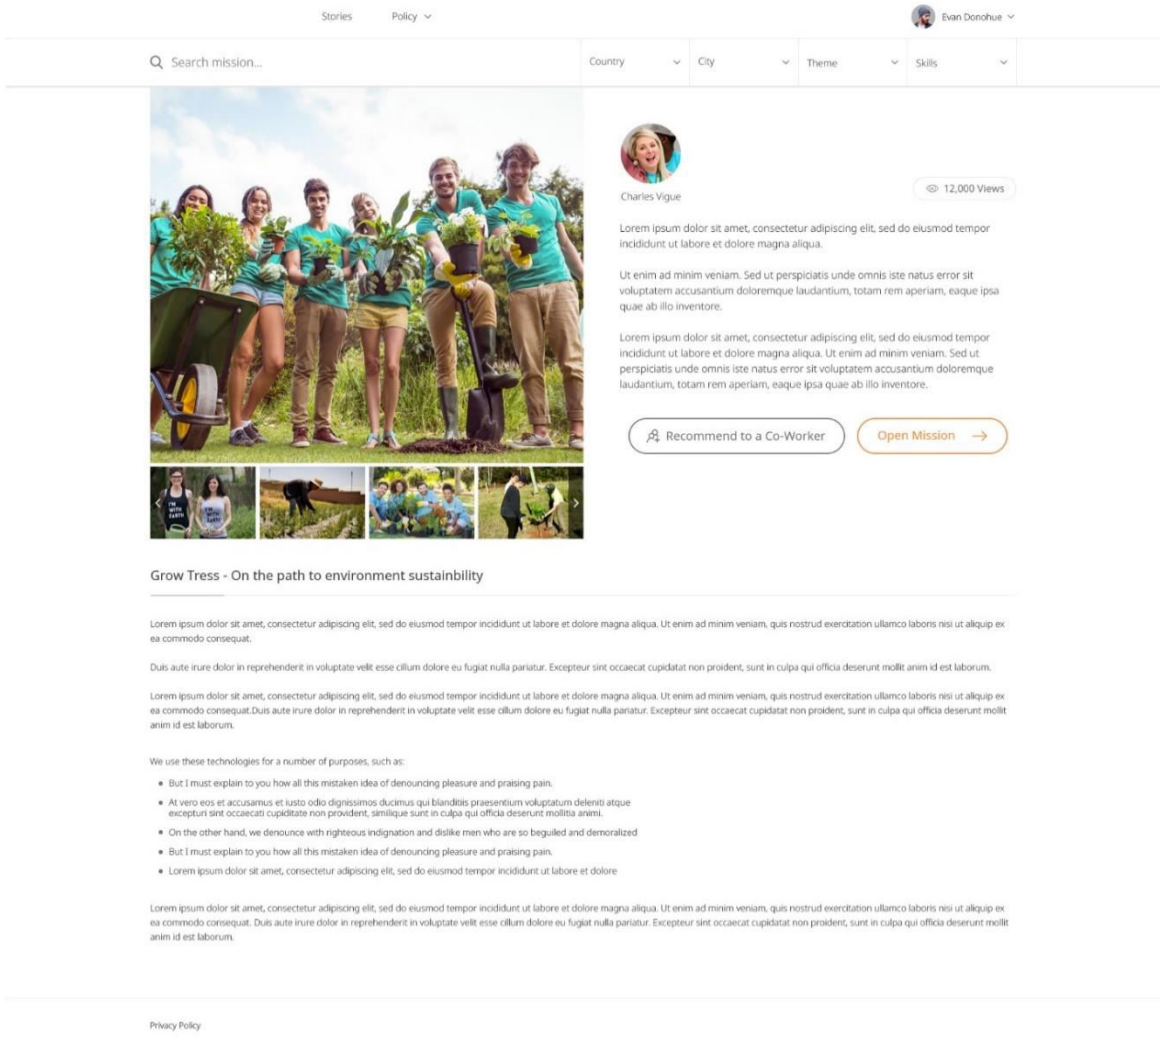 Stories Policy Evan Donohue
Search mission... Country City Theme Skills
Charles Vigue
12,000 Views
Lorem ipsum dolor sit amet, consectetur adipiscing elit, sed do eiusmod tempor
incididunt ut labore et dolore magna aliqua.
Ut enim ad minim veniam. Sed ut perspiciatis unde omnis iste natus error sit
voluptatem accusantium doloremque laudantium, totam rem aperiam, eaque ipsa
quae ab illo inventore.
Lorem ipsum dolor sit amet, consectetur adipiscing elit, sed do eiusmod tempor
incididunt ut labore et dolore magna aliqua. Ut enim ad minim veniam. Sed ut
perspiciatis unde omnis iste natus error sit voluptatem accusantium doloremque
laudantium, totam rem aperiam, eaque ipsa quae ab illo inventore.
Recommend to a Co-Worker Open Mission
I'M
WITH
EARTH
I'M
WITH
Earth
Grow Tress - On the path to environment sustainbility
Lorem ipsum dolor sit amet, consectetur adipiscing elit, sed do eiusmod tempor incididunt ut labore et dolore magna aliqua. Ut enim ad minim veniam, quis nostrud exercitation ullamco laboris nisi ut aliquip ex
ea commodo consequat.
Duis aute irure dolor in reprehenderit in voluptate velit esse cillum dolore eu fugiat nulla pariatur. Excepteur sint occaecat cupidatat non proident, sunt in culpa qui officia deserunt mollit anim id est laborum.
Lorem ipsum dolor sit amet, consectetur adipiscing elit, sed do eiusmod tempor incididunt ut labore et dolore magna aliqua. Ut enim ad minim veniam, quis nostrud exercitation ullamco laboris nisi ut aliquip ex
ea commodo consequat.Duis aute irure dolor in reprehenderit in voluptate velit esse cillum dolore eu fugiat nulla pariatur. Excepteur sint occaecat cupidatat non proident, sunt in culpa qui officia deserunt mollit
anim id est laborum.
We use these technologies for a number of purposes, such as:
• But I must explain to you how all this mistaken idea of denouncing pleasure and praising pain.
• At vero eos et accusamus et iusto odio dignissimos ducimus qui blanditiis praesentium voluptatum deleniti atque
excepturi sint occaecati cupiditate non provident, similique sunt in culpa qui officia deserunt mollitia animi.
• On the other hand, we denounce with righteous indignation and dislike men who are so beguiled and demoralized
• But I must explain to you how all this mistaken idea of denouncing pleasure and praising pain.
• Lorem ipsum dolor sit amet, consectetur adipiscing elit, sed do eiusmod tempor incididunt ut labore et dolore
Lorem ipsum dolor sit amet, consectetur adipiscing elit, sed do eiusmod tempor incididunt ut labore et dolore magna aliqua. Ut enim ad minim veniam, quis nostrud exercitation ullamco laboris nisi ut aliquip ex
ea commodo consequat. Duis aute irure dolor in reprehenderit in voluptate velit esse cillum dolore eu fugiat nulla pariatur. Excepteur sint occaecat cupidatat non proident, sunt in culpa qui officia deserunt mollit
anim id est laborum.
Privacy Policy